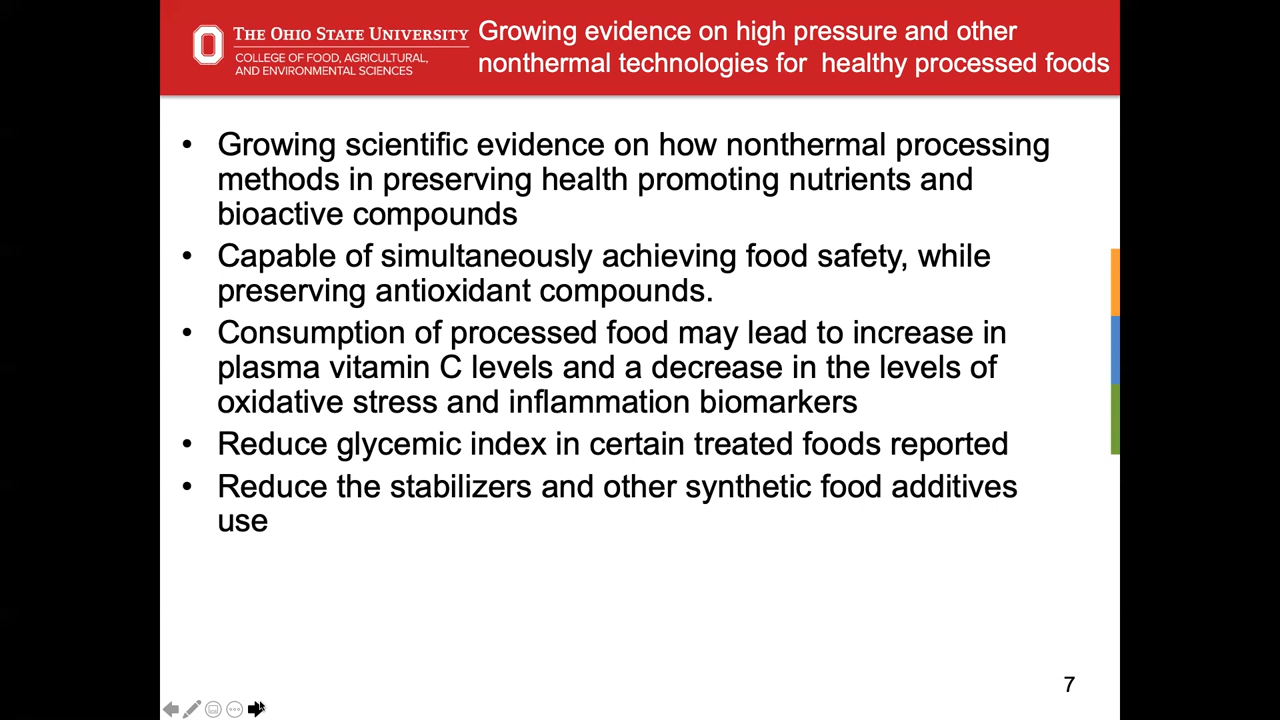 THE OHIO STATE UNIVERSITY
COLLEGE OF FOOD, AGRICULTURAL,
AND ENVIRONMENTAL SCIENCES
Growing evidence on high pressure and other
nonthermal technologies for healthy processed foods
• Growing scientific evidence on how nonthermal processing
methods in preserving health promoting nutrients and
bioactive compounds
• Capable of simultaneously achieving food safety, while
preserving antioxidant compounds.
• Consumption of processed food may lead to increase in
plasma vitamin C levels and a decrease in the levels of
oxidative stress and inflammation biomarkers
• Reduce glycemic index in certain treated foods reported
• Reduce the stabilizers and other synthetic food additives
use
7